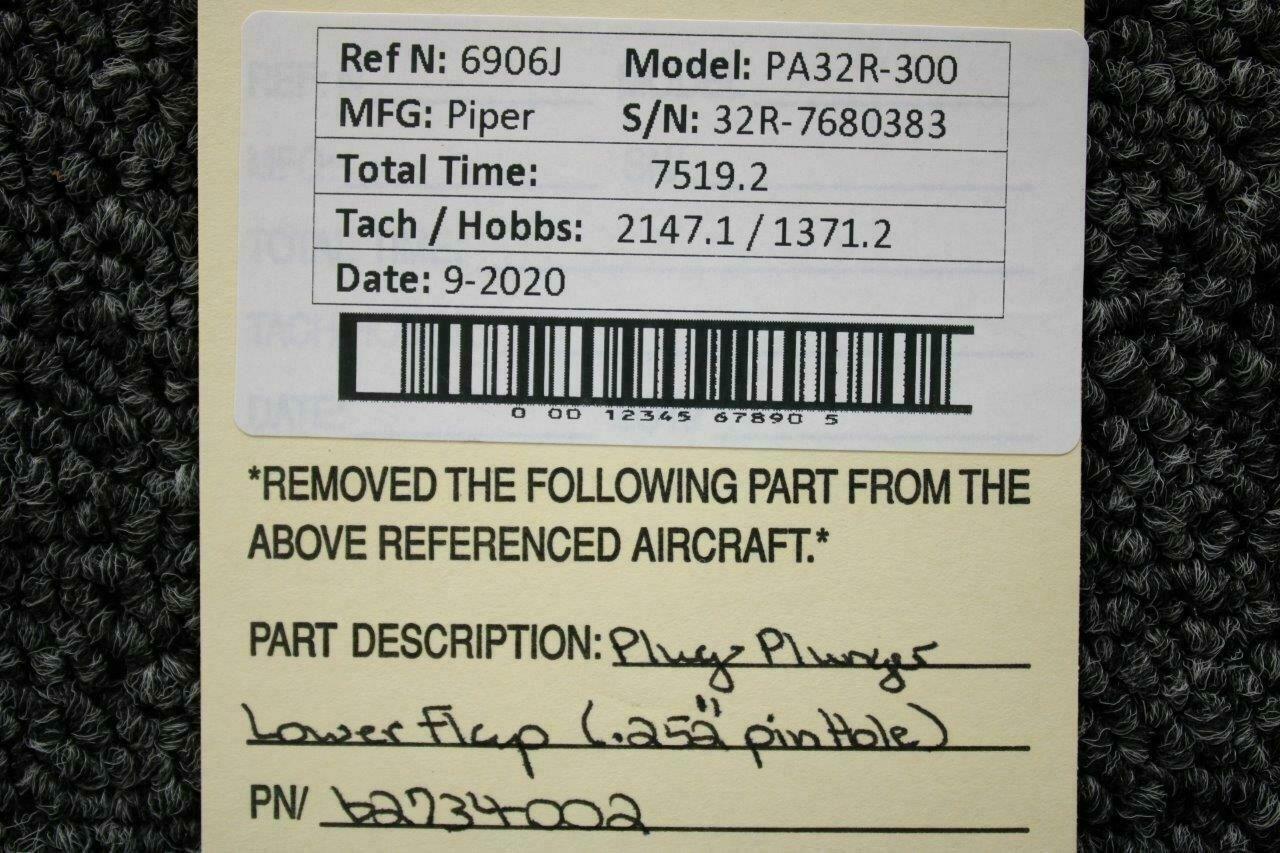 Ref N: 6906J Model: PA32R-300
MFG: Piper S/N: 32R-7680383
Total Time: 7519.2
Tach / Hobbs: 2147.1 / 1371.2
Date: 9-2020
0 00 12345 67890 5
*REMOVED THE FOLLOWING PART FROM THE
ABOVE REFERENCED AIRCRAFT.*
PART DESCRIPTION: Plug-Plunger
Lower Flap (.252" pin Hole)
PN/ 62734-002